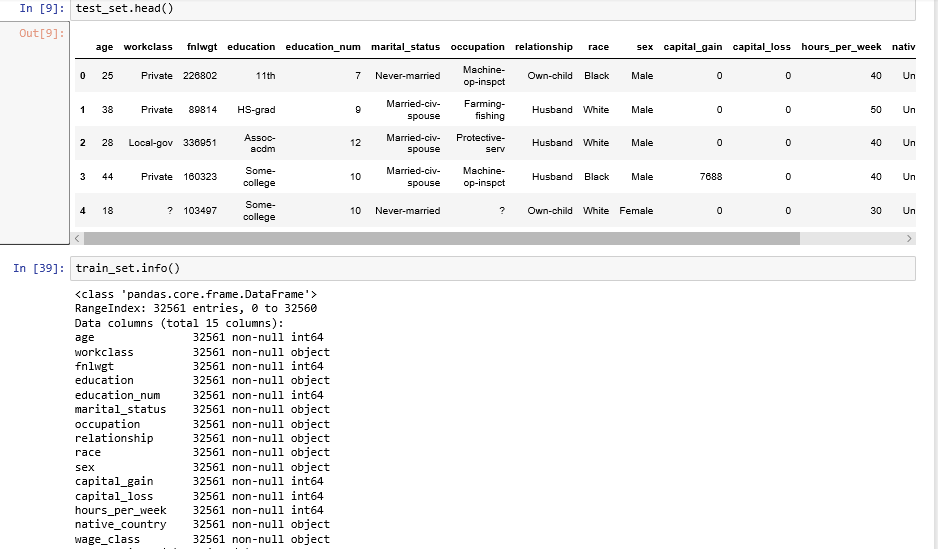 In [9]: test_set.head()
Out[9]:
age workclass fnlwgt education education_num marital_status occupation relationship race sex capital_gain capital_loss hours_per_week nativ
0 25 Private 226802 11th 7 Never-married Machine-op-inspct Own-child Black Male 0 0 40 Un
1 38 Private 89814 HS-grad 9 Married-civ-spouse Farming-fishing Husband White Male 0 0 50 Un
2 28 Local-gov 336951 Assoc-acdm 12 Married-civ-spouse Protective-serv Husband White Male 0 0 40 Un
3 44 Private 160323 Some-college 10 Married-civ-spouse Machine-op-inspct Husband Black Male 7688 0 40 Un
4 18 ? 103497 Some-college 10 Never-married ? Own-child White Female 0 0 30 Un
In [39]: train_set.info()
<class 'pandas.core.frame.DataFrame'>
RangeIndex: 32561 entries, 0 to 32560
Data columns (total 15 columns):
age 32561 non-null int64
workclass 32561 non-null object
fnlwgt 32561 non-null int64
education 32561 non-null object
education_num 32561 non-null int64
marital_status 32561 non-null object
occupation 32561 non-null object
relationship 32561 non-null object
race 32561 non-null object
sex 32561 non-null object
capital_gain 32561 non-null int64
capital_loss 32561 non-null int64
hours_per_week 32561 non-null int64
native_country 32561 non-null object
wage_class 32561 non-null object